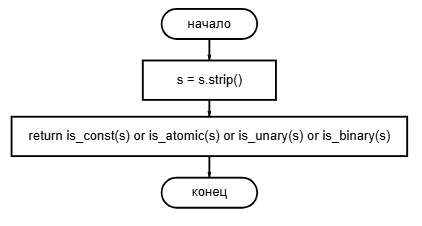 начало
s = s.strip()
return is_const(s) or is_atomic(s) or is_unary(s) or is_binary(s)
конец